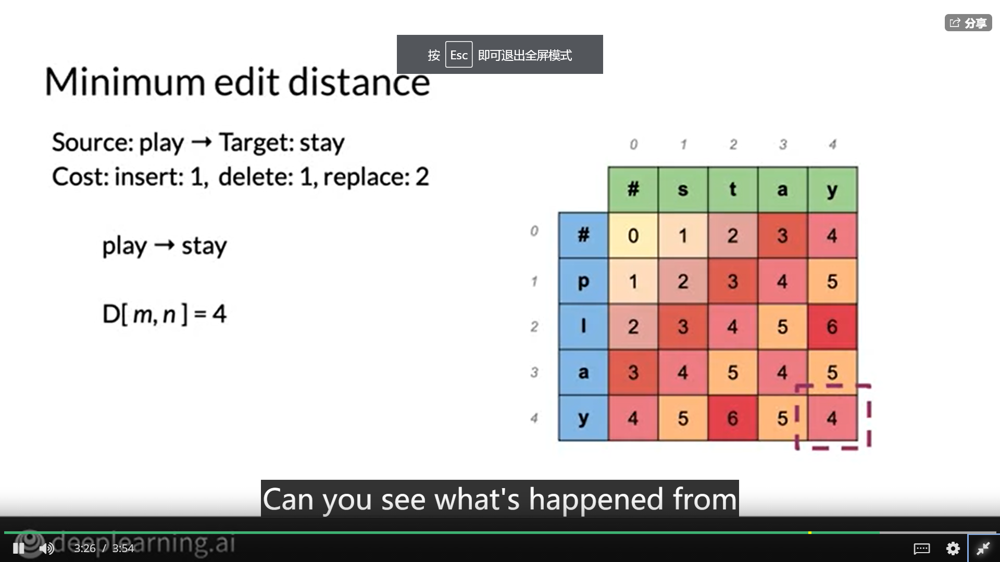 分享
按 Esc 即可退出全屏模式
Minimum edit distance
Source: play → Target: stay
Cost: insert: 1, delete: 1, replace: 2
play → stay
D[ m, n ] = 4
0 1 2 3 4
# s t a y
0 # 0 1 2 3 4
1 p 1 2 3 4 5
2 l 2 3 4 5 6
3 a 3 4 5 4 5
4 y 4 5 6 5 4
Can you see what's happened from
deeplearning.ai
3:26 / 3:54